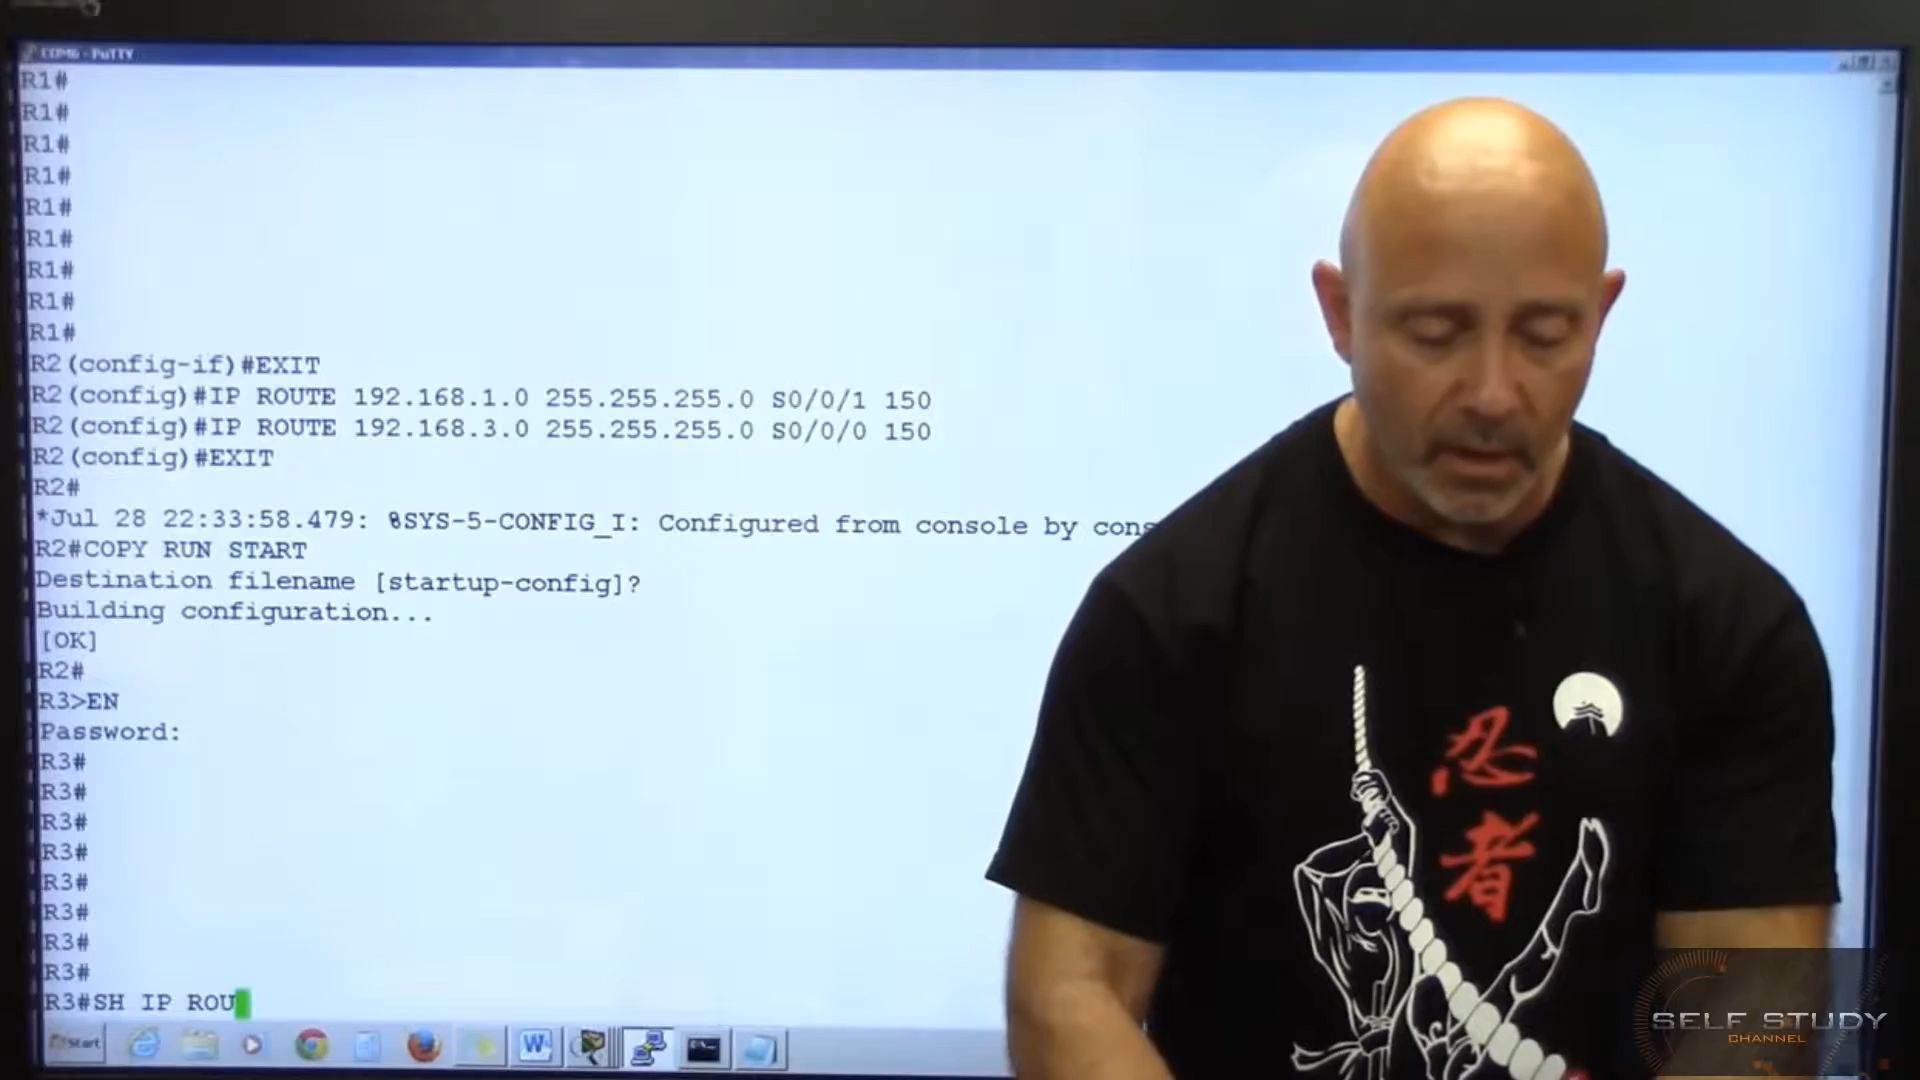 COM6 - PuTTY
R1#
R1#
R1#
R1#
R1#
R1#
R1#
R1#
R1#
R2(config-if)#EXIT
R2(config)#IP ROUTE 192.168.1.0 255.255.255.0 S0/0/1 150
R2(config)#IP ROUTE 192.168.3.0 255.255.255.0 S0/0/0 150
R2(config)#EXIT
R2#
*Jul 28 22:33:58.479: %SYS-5-CONFIG_I: Configured from console by cons
R2#COPY RUN START
Destination filename [startup-config]?
Building configuration...
[OK]
R2#
R3>EN
Password:
R3#
R3#
R3#
R3#
R3#
R3#
R3#
R3#
R3#SH IP ROU
Start
忍者
SELF STUDY
CHANNEL